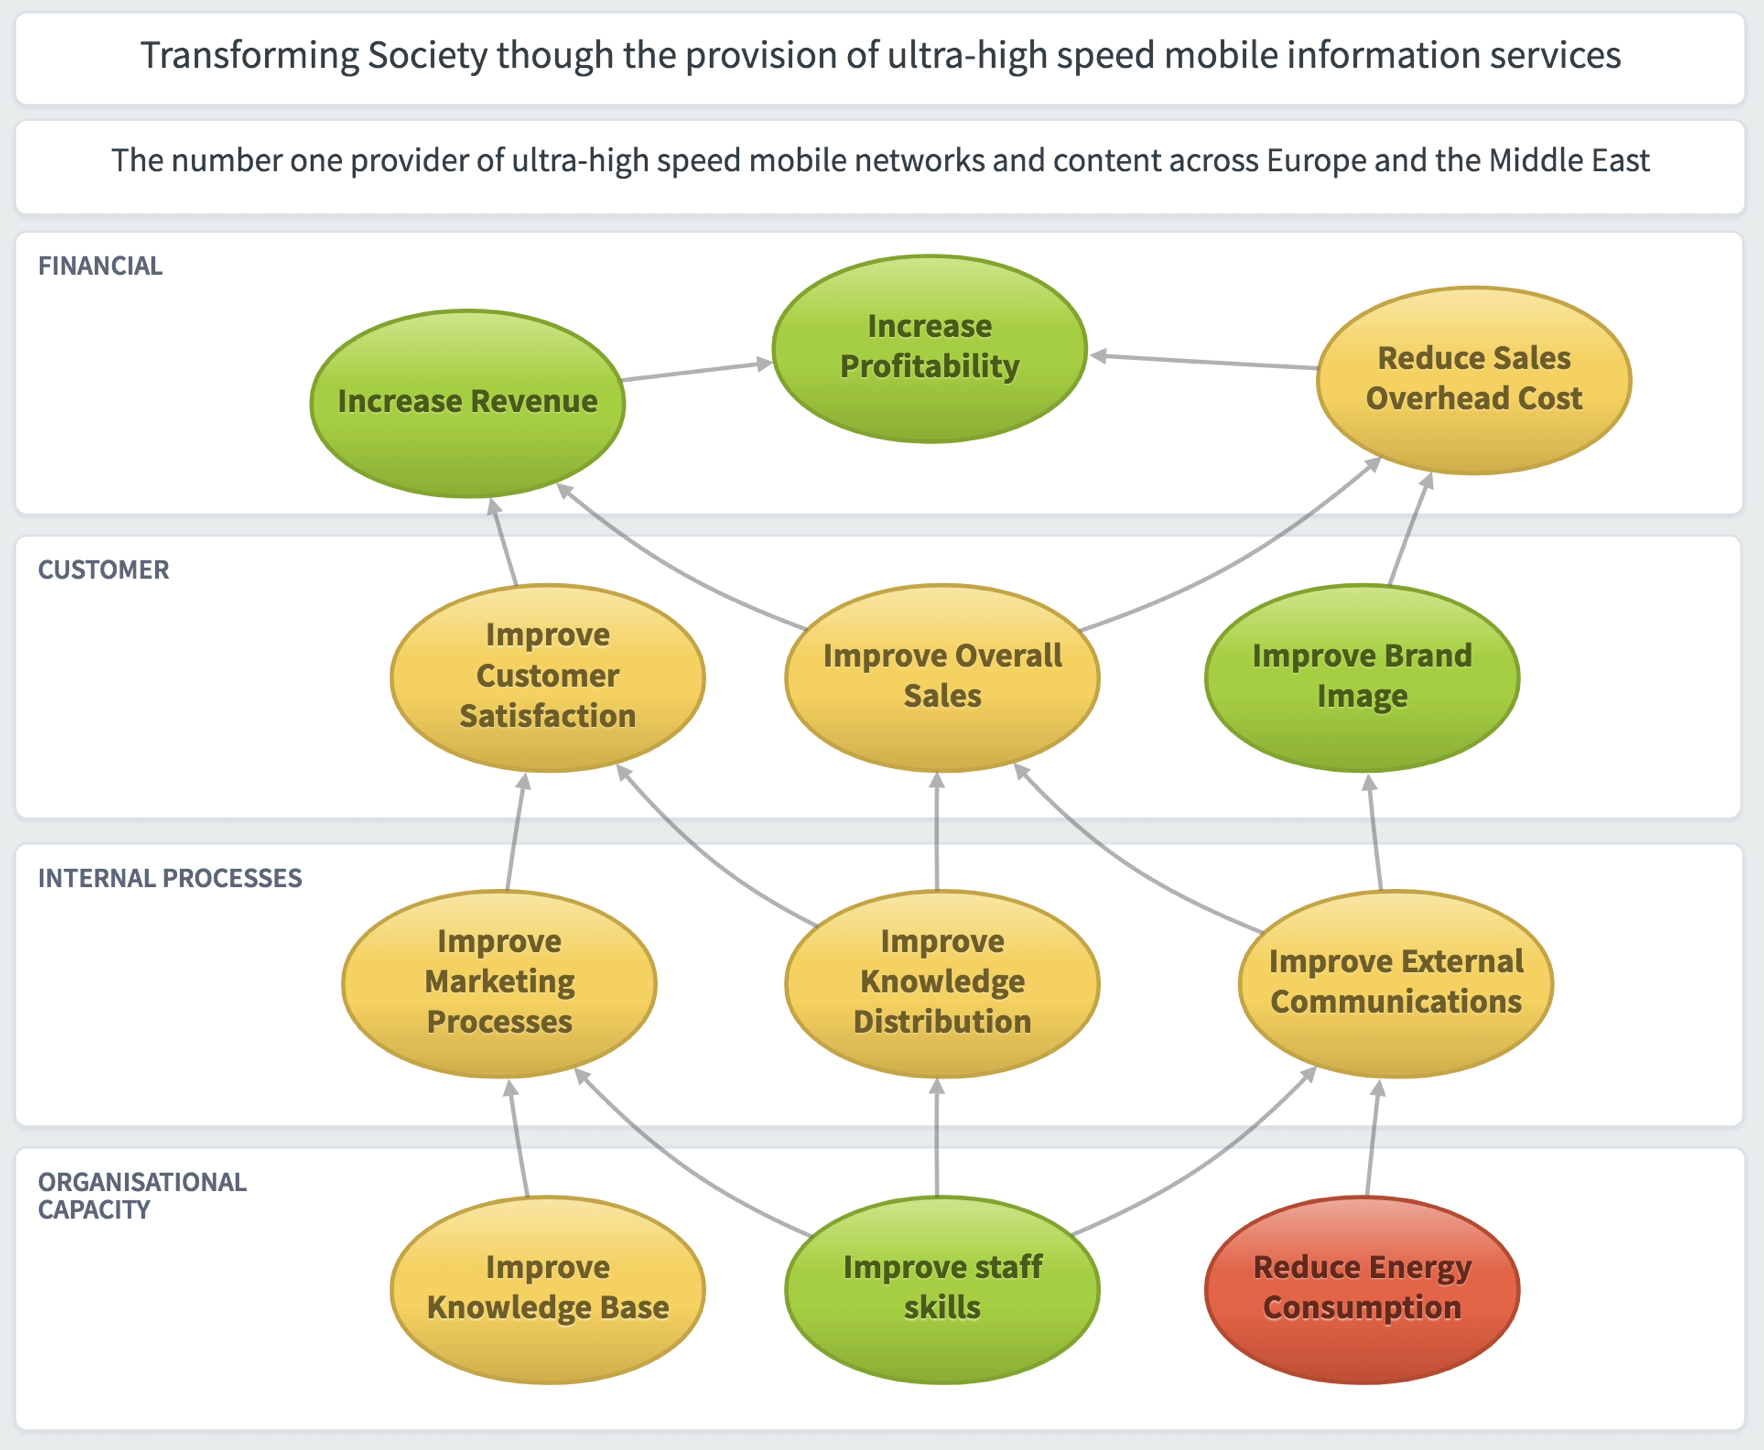 Transforming Society though the provision of ultra-high speed mobile information services
The number one provider of ultra-high speed mobile networks and content across Europe and the Middle East
FINANCIAL
Increase
Profitability
Increase Revenue
Reduce Sales
Overhead Cost
CUSTOMER
Improve
Customer
Satisfaction
Improve Overall
Sales
Improve Brand
Image
INTERNAL PROCESSES
Improve
Marketing
Processes
Improve
Knowledge
Distribution
Improve External
Communications
ORGANISATIONAL
CAPACITY
Improve
Knowledge Base
Improve staff
skills
Reduce Energy
Consumption